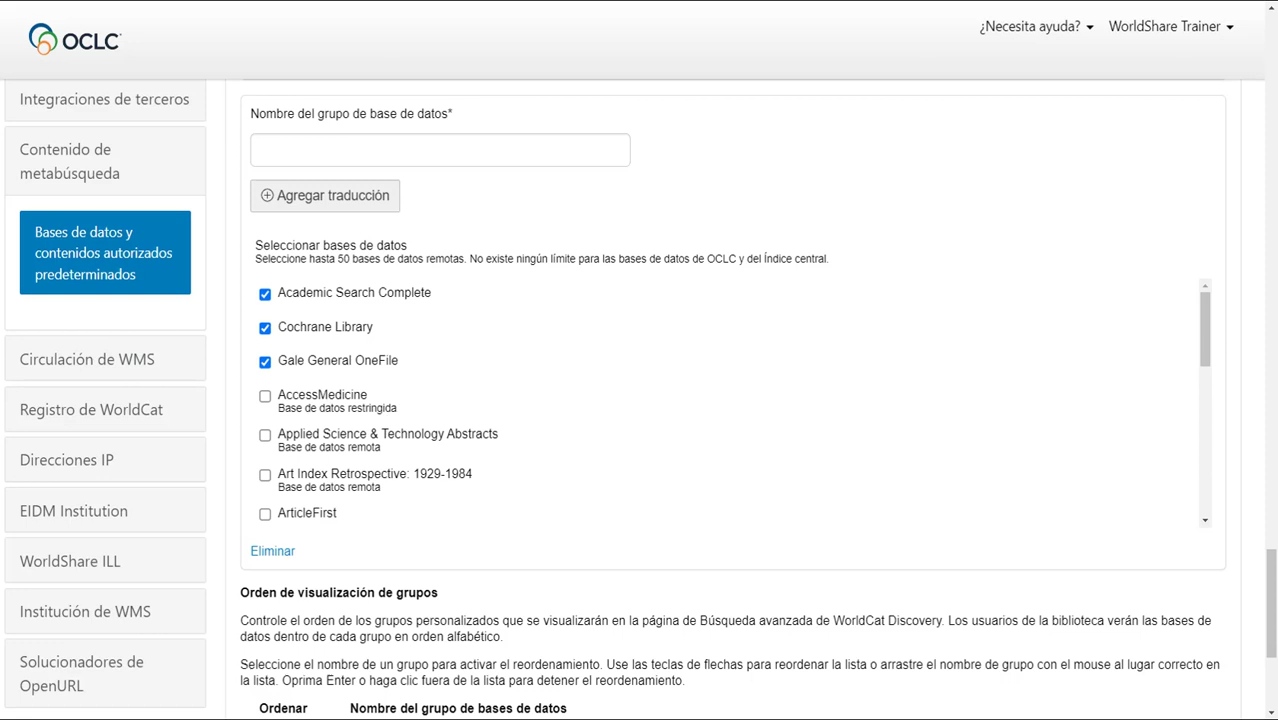 OCLC
¿Necesita ayuda?
WorldShare Trainer
Integraciones de terceros
Contenido de
metabúsqueda
Bases de datos y
contenidos autorizados
predeterminados
Circulación de WMS
Registro de WorldCat
Direcciones IP
EIDM Institution
WorldShare ILL
Institución de WMS
Solucionadores de
OpenURL
Nombre del grupo de base de datos*
Agregar traducción
Seleccionar bases de datos
Seleccione hasta 50 bases de datos remotas. No existe ningún límite para las bases de datos de OCLC y del Índice central.
Academic Search Complete
Cochrane Library
Gale General OneFile
AccessMedicine
Base de datos restringida
Applied Science & Technology Abstracts
Base de datos remota
Art Index Retrospective: 1929-1984
Base de datos remota
ArticleFirst
Eliminar
Orden de visualización de grupos
Controle el orden de los grupos personalizados que se visualizarán en la página de Búsqueda avanzada de WorldCat Discovery. Los usuarios de la biblioteca verán las bases de
datos dentro de cada grupo en orden alfabético.
Seleccione el nombre de un grupo para activar el reordenamiento. Use las teclas de flechas para reordenar la lista o arrastre el nombre de grupo con el mouse al lugar correcto en
la lista. Oprima Enter o haga clic fuera de la lista para detener el reordenamiento.
Ordenar Nombre del grupo de bases de datos